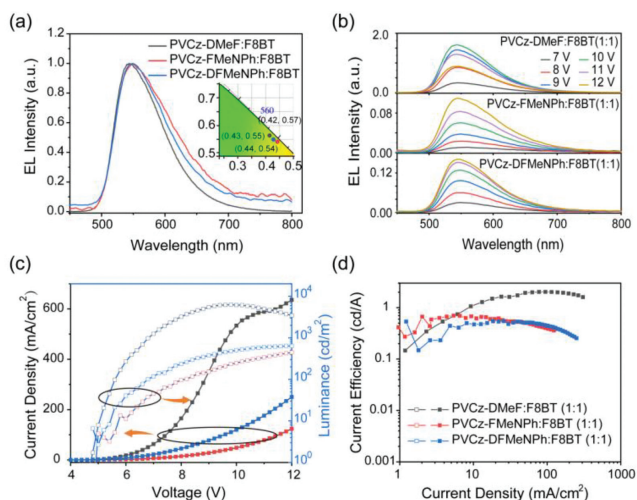 (a)
EL Intensity (a.u.)
1.2
1.0
0.8
0.6
0.4
0.2
0.0
PVCz-DMeF:F8BT
PVCz-FMeNPh:F8BT
PVCz-DFMeNPh:F8BT
0.7
0.6
0.5
560
(0.42, 0.57)
(0.43, 0.55)
(0.44, 0.54)
0.3 0.4 0.5
500 600 700 800
Wavelength (nm)
(b)
EL Intensity (a.u.)
2.0
1.0
0.0
PVCz-DMeF:F8BT(1:1)
7 V 10 V
8 V 11 V
9 V 12 V
0.08
0.00
PVCz-FMeNPh:F8BT(1:1)
0.12
0.00
PVCz-DFMeNPh:F8BT(1:1)
400 500 600 700 800
Wavelength (nm)
(c)
Current Density (mA/cm²)
600
400
200
0
4 6 8 10 12
Voltage (V)
10⁴
10³
10²
10¹
10⁰
Luminance (cd/m²)
(d)
Current Efficiency (cd/A)
1
0.1
0.01
0.001
PVCz-DMeF:F8BT (1:1)
PVCz-FMeNPh:F8BT (1:1)
PVCz-DFMeNPh:F8BT (1:1)
1 10 100 1000
Current Density (mA/cm²)